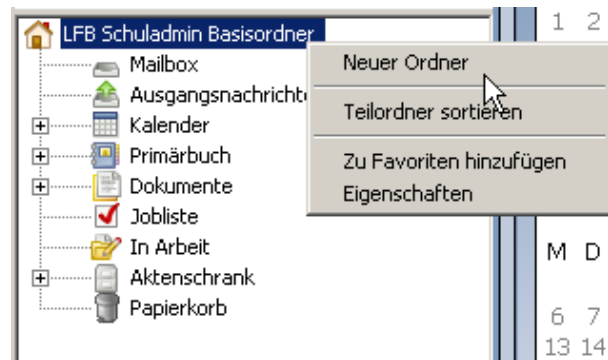 LFB Schuladmin Basisordner
Mailbox
Ausgangsnachrichte
Kalender
Primärbuch
Dokumente
Jobliste
In Arbeit
Aktenschrank
Papierkorb
Neuer Ordner
Teilordner sortieren
Zu Favoriten hinzufügen
Eigenschaften
1 2
M D
6 7
13 14